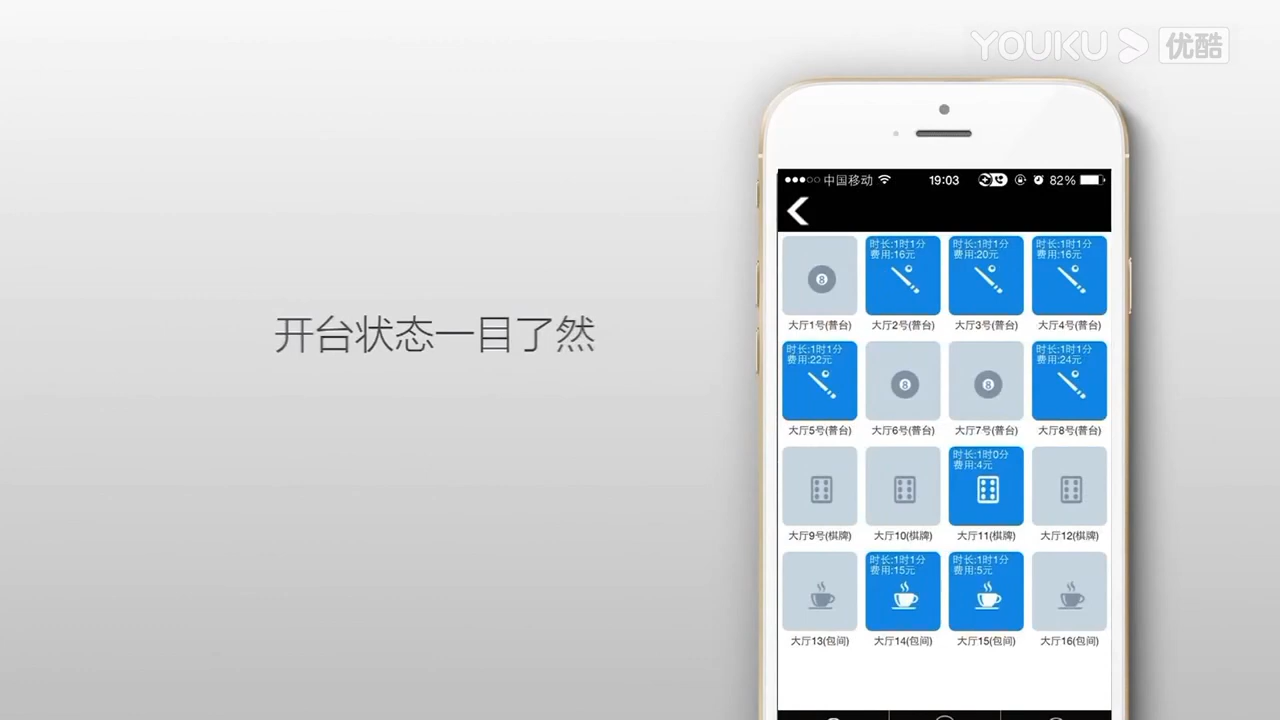 YOUKU 优酷
中国移动 19:03 82%
8
时长:1时1分
费用:16元
时长:1时1分
费用:20元
时长:1时1分
费用:16元
大厅1号(普台)
大厅2号(普台)
大厅3号(普台)
大厅4号(普台)
开台状态一目了然
时长:1时1分
费用:22元
8
8
时长:1时1分
费用:24元
大厅5号(普台)
大厅6号(普台)
大厅7号(普台)
大厅8号(普台)
时长:1时0分
费用:4元
大厅9号(棋牌)
大厅10(棋牌)
大厅11(棋牌)
大厅12(棋牌)
时长:1时1分
费用:15元
时长:1时1分
费用:5元
大厅13(包间)
大厅14(包间)
大厅15(包间)
大厅16(包间)